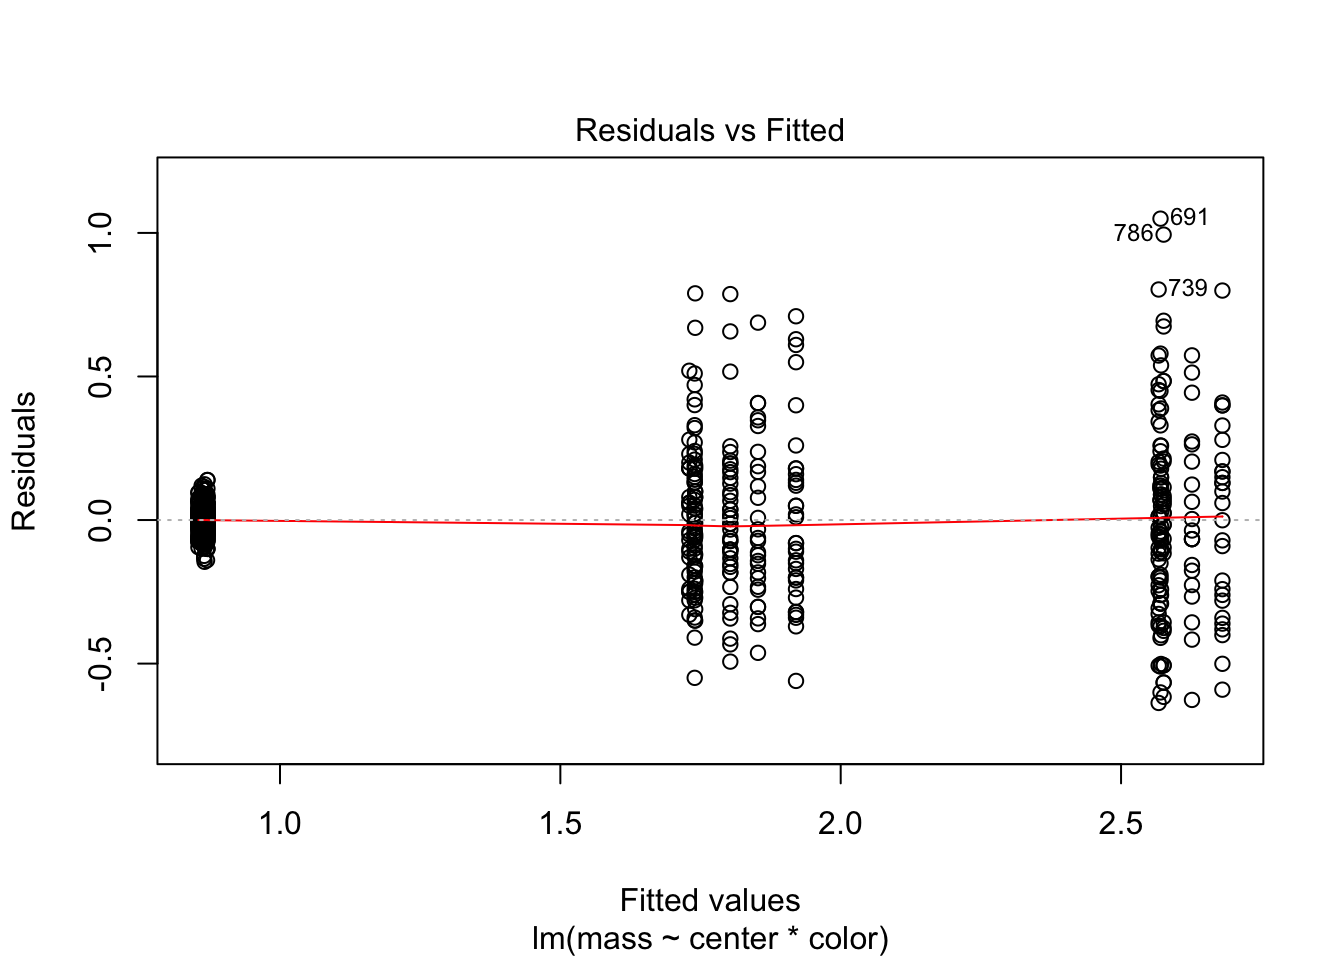 Residuals vs Fitted
Residuals
1.0
0.5
0.0
-0.5
691
786
739
1.0
1.5
2.0
2.5
Fitted values
lm(mass ~ center * color)